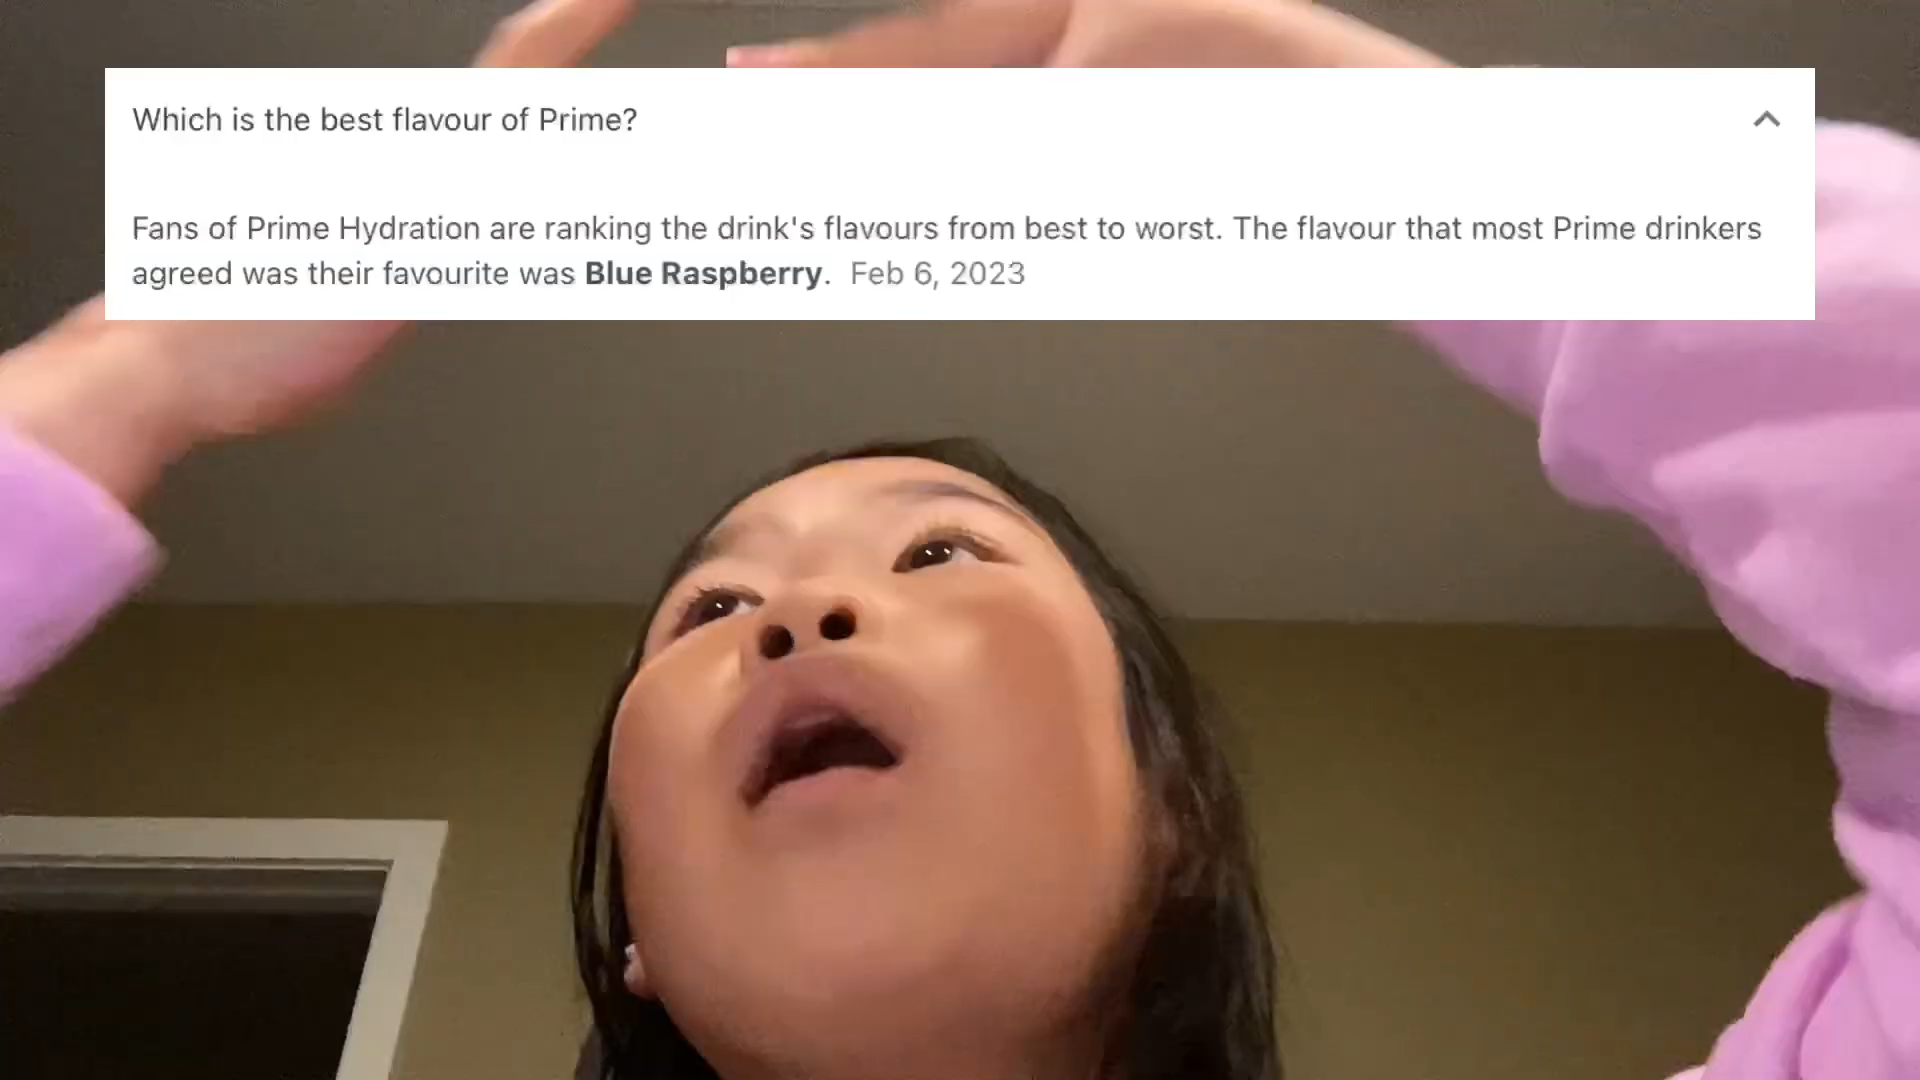 Which is the best flavour of Prime?
Fans of Prime Hydration are ranking the drink's flavours from best to worst. The flavour that most Prime drinkers
agreed was their favourite was Blue Raspberry. Feb 6, 2023